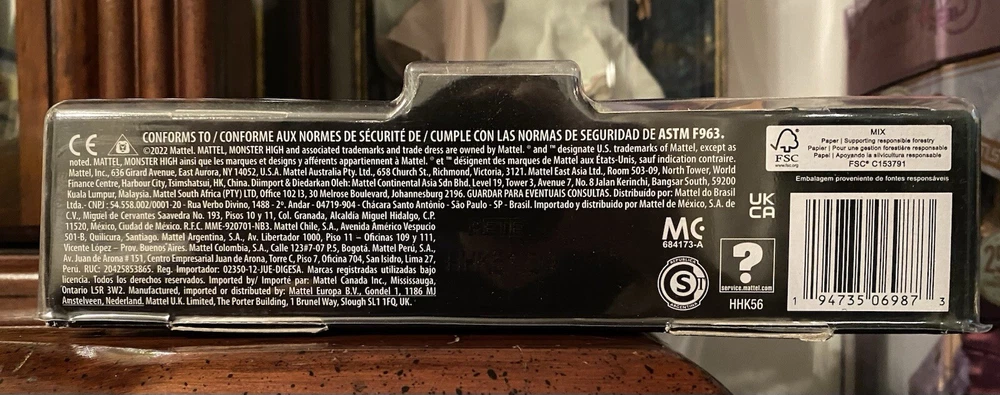 CE
CONFORMS TO / CONFORME AUX NORMES DE SÉCURITÉ DE / CUMPLE CON LAS NORMAS DE SEGURIDAD DE ASTM F963.
©2022 Mattel. MATTEL, MONSTER HIGH and associated trademarks and trade dress are owned by Mattel. ® and ™ designate U.S. trademarks of Mattel, except as
noted. MATTEL, MONSTER HIGH ainsi que les marques et designs y afférents appartiennent à Mattel. ® et ™ désignent des marques de Mattel aux États-Unis, sauf indication contraire.
Mattel, Inc., 636 Girard Avenue, East Aurora, NY 14052, U.S.A. Mattel Australia Pty. Ltd., 658 Church St., Richmond, Victoria, 3121. Mattel East Asia Ltd., Room 503-09, North Tower, World
Finance Centre, Harbour City, Tsimshatsui, HK, China. Diimport & Diedarkan Oleh: Mattel Continental Asia Sdn Bhd. Level 19, Tower 3, Avenue 7, No. 8 Jalan Kerinchi, Bangsar South, 59200
Kuala Lumpur, Malaysia. Mattel South Africa (PTY) LTD, Office 102 I3, 30 Melrose Boulevard, Johannesburg 2196. GUARDAR PARA EVENTUAIS CONSULTAS. Distribuido por: Mattel do Brasil
Ltda.- CNPJ : 54.558.002/0001-20 - Rua Verbo Divino, 1488 - 2º. Andar - 04719-904 - Chácara Santo Antônio - São Paulo - SP - Brasil. Importado y distribuido por Mattel de México, S.A. de
C.V., Miguel de Cervantes Saavedra No. 193, Pisos 10 y 11, Col. Granada, Alcaldía Miguel Hidalgo, C.P.
11520, México, Ciudad de México. R.F.C. MME-920701-NB3. Mattel Chile, S.A., Avenida Américo Vespucio
501-B, Quilicura, Santiago. Mattel Argentina, S.A., Av. Libertador 1000, Piso 11 – Oficinas 109 y 111,
Vicente López – Prov. Buenos Aires. Mattel Colombia, S.A., Calle 123#7-07 P.5, Bogotá. Mattel Perú, S.A.,
Av. Juan de Arona # 151, Centro Empresarial Juan de Arona, Torre C, Piso 7, Oficina 704, San Isidro, Lima 27,
Perú. RUC: 20425853865. Reg. Importador: 02350-12-JUE-DIGESA. Marcas registradas utilizadas bajo
licencia. Todos los derechos reservados. Imported by/ Importé par: Mattel Canada Inc., Mississauga,
Ontario L5R 3W2. Manufactured, imported or distributed by: Mattel Europa B.V., Gondel 1, 1186 MJ
Amstelveen, Nederland. Mattel U.K. Limited, The Porter Building, 1 Brunel Way, Slough SL1 1FQ, UK.
MC
684173-A
UK
CA
S
ARGENTINA
?
service.mattel.com
HHK56
FSC
MIX
Paper | Supporting responsible forestry
Papier | Pour une gestion forestière responsable
Papel | Apoyando la silvicultura responsable
FSC® C153791
Embalagem proveniente de fontes responsáveis
1 94735 06987 3